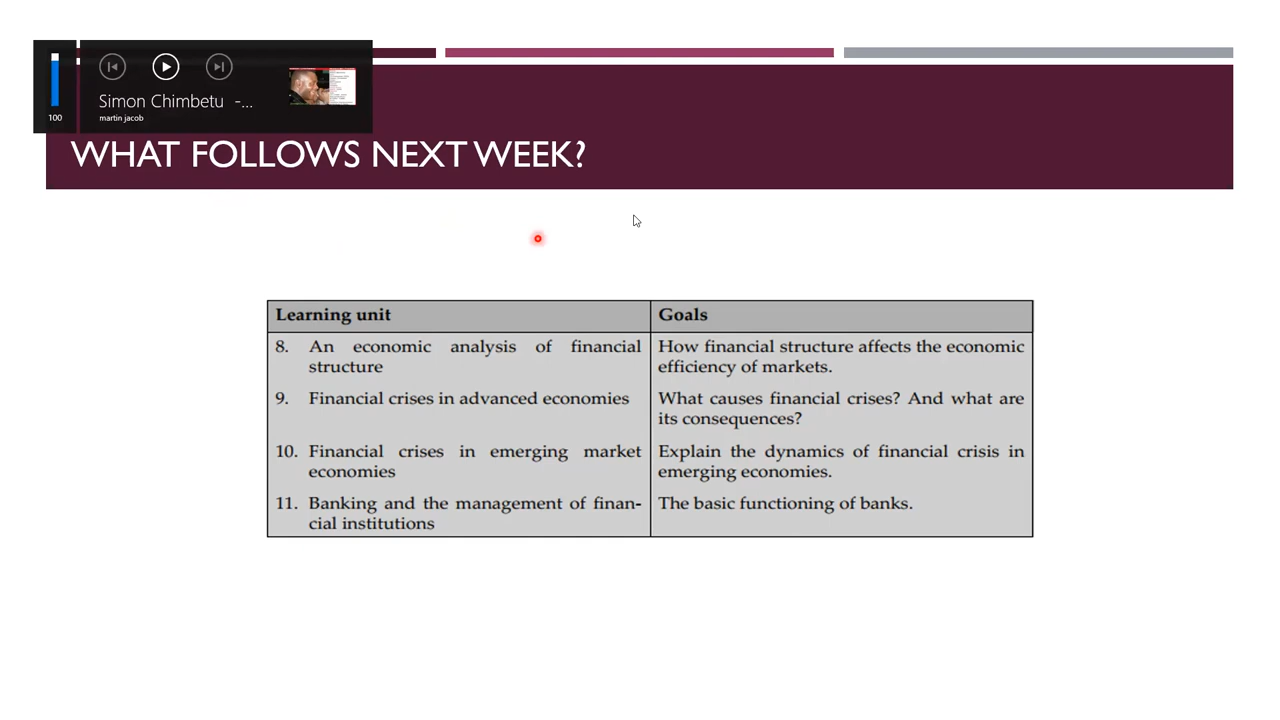 100
Simon Chimbetu -...
martin jacob
WHAT FOLLOWS NEXT WEEK?
Learning unit
Goals
8. An economic analysis of financial
structure
How financial structure affects the economic
efficiency of markets.
9. Financial crises in advanced economies
What causes financial crises? And what are
its consequences?
10. Financial crises in emerging market
economies
Explain the dynamics of financial crisis in
emerging economies.
11. Banking and the management of finan-
cial institutions
The basic functioning of banks.